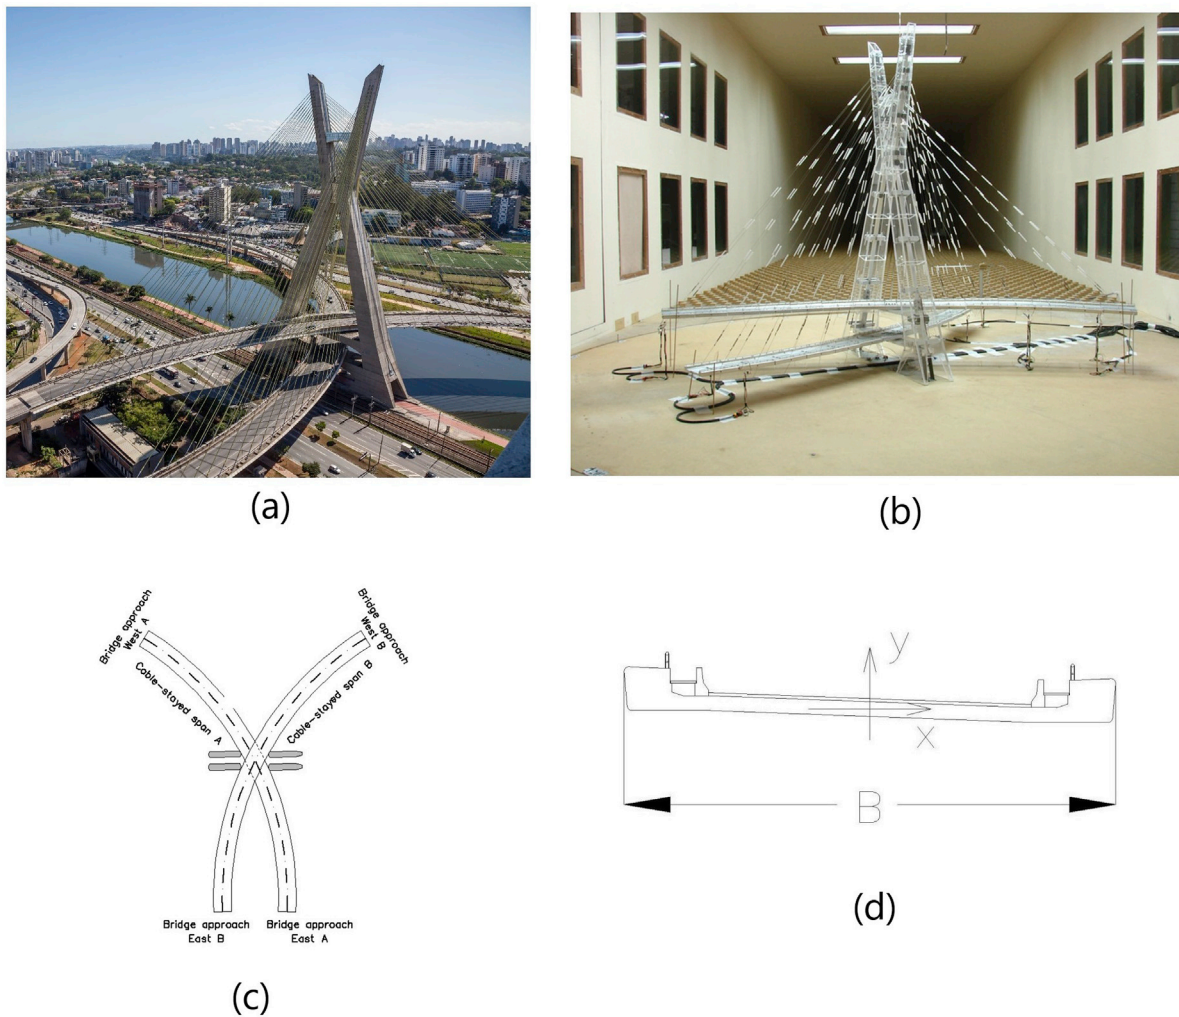 (a)
(b)
Bridge approach
West A
Bridge approach
West B
Cable-stayed span A
Cable-stayed span B
Bridge approach
East B
Bridge approach
East A
(c)
y
x
B
(d)